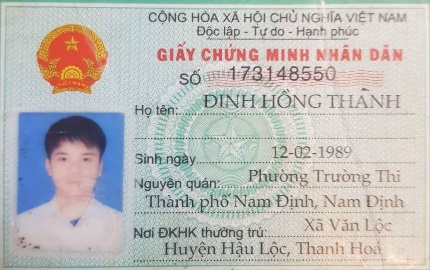 CỘNG HÒA XÃ HỘI CHỦ NGHĨA VIỆT NAM
Độc lập - Tự do - Hạnh phúc
GIẤY CHỨNG MINH NHÂN DÂN
SỐ 173148550
Họ tên: ĐINH HỒNG THÀNH
Sinh ngày 12-02-1989
Nguyên quán: Phường Trường Thi
Thành phố Nam Định, Nam Định
Nơi ĐKHK thường trú: Xã Văn Lộc
Huyện Hậu Lộc, Thanh Hoá